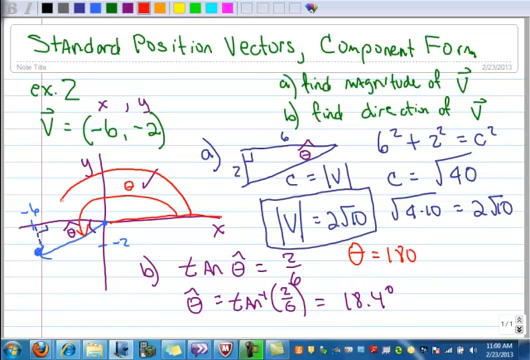 Standard Position Vectors, Component Form
Note Title
2/23/2013
ex. 2
a) find magnitude of V⃗
b) find direction of V⃗
x , y
V⃗ = (-6, -2)
a)
6
2
θ̂
6² + 2² = c²
c = |V|
c = √40
|V| = 2√10
√4·10 = 2√10
y
θ ✓
-6
θ̂
x
-2
b) tan θ̂ = 2/6
θ = 180
θ̂ = tan⁻¹(2/6) = 18.4°
1/1
11:00 AM
2/23/2013